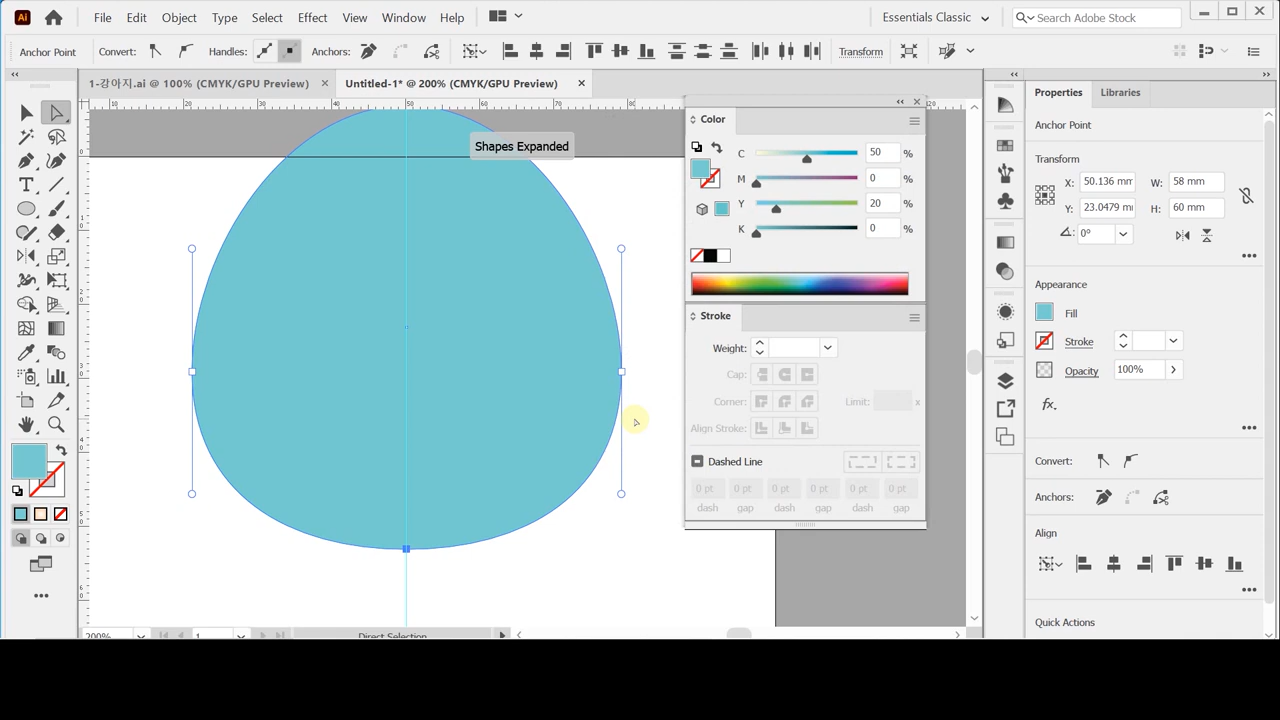 Ai File Edit Object Type Select Effect View Window Help Essentials Classic Search Adobe Stock
Anchor Point Convert: Handles: Anchors: Transform
1-강아지.ai @ 100% (CMYK/GPU Preview) × Untitled-1* @ 200% (CMYK/GPU Preview) ×
Color
C 50 %
M 0 %
Y 20 %
K 0 %
Stroke
Weight:
Cap:
Corner: Limit: x
Align Stroke:
Dashed Line
0 pt 0 pt 0 pt 0 pt 0 pt 0 pt
dash gap dash gap dash gap
Shapes Expanded
Properties Libraries
Anchor Point
Transform
X: 50.136 mm W: 58 mm
Y: 23.0479 mm H: 60 mm
0°
Appearance
Fill
Stroke
Opacity 100%
fx.
Convert:
Anchors:
Align
Quick Actions
200% 1 Direct Selection